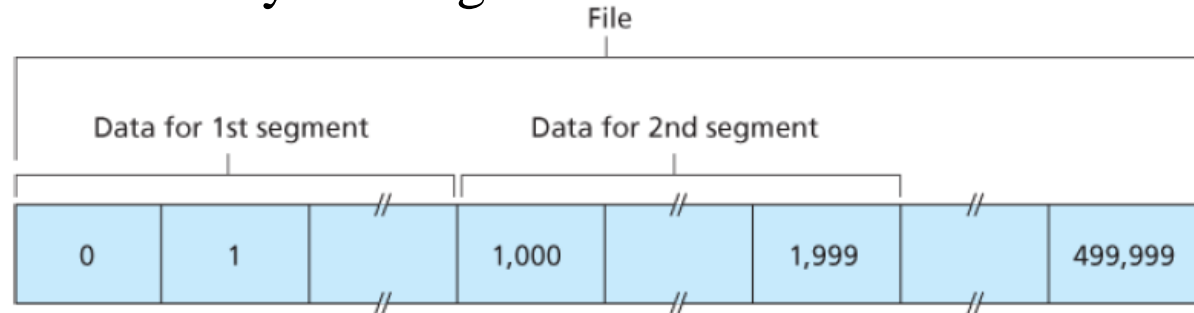 File
Data for 1st segment Data for 2nd segment
0 1 1,000 1,999 499,999